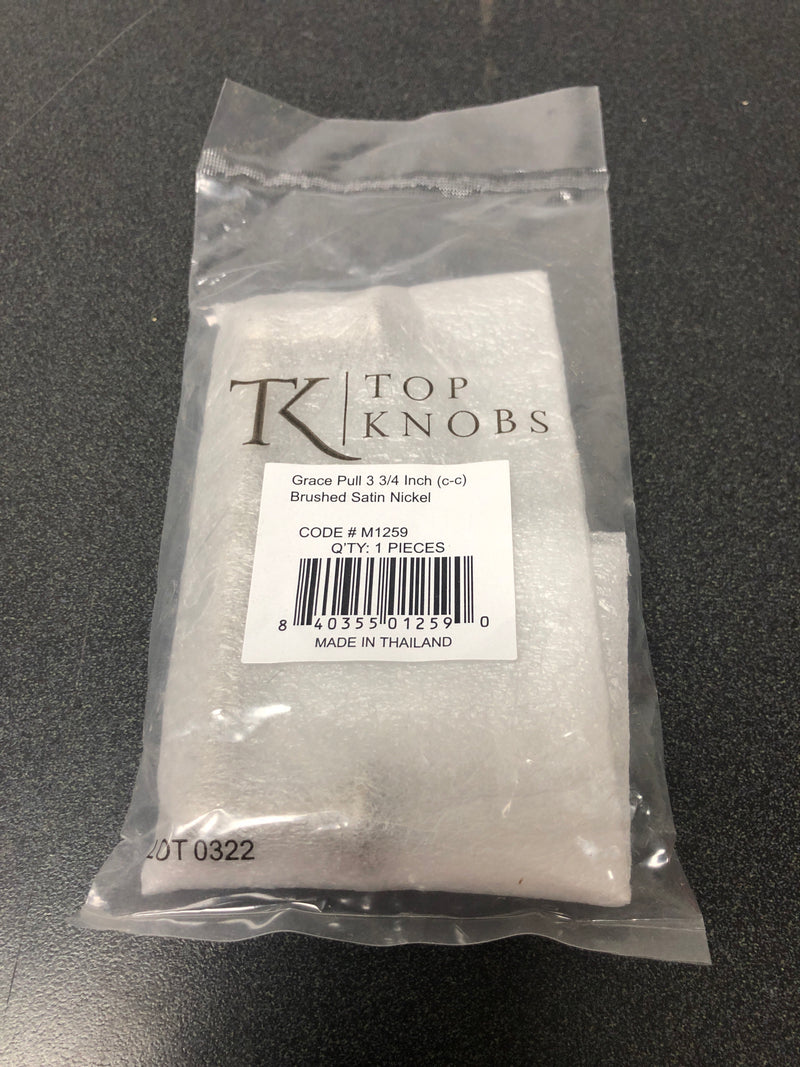 TK TOP
KNOBS
Grace Pull 3 3/4 Inch (c-c)
Brushed Satin Nickel
CODE # M1259
Q'TY: 1 PIECES
8 40355 01259 0
MADE IN THAILAND
LOT 0322